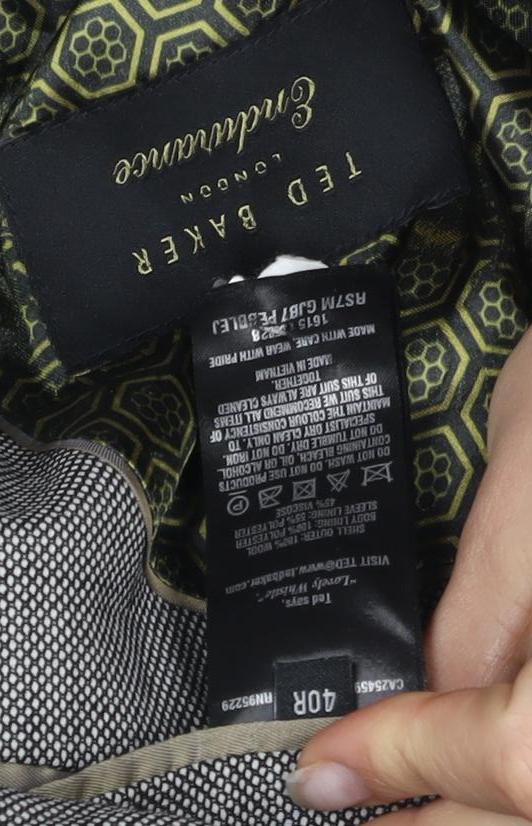 TED BAKER
LONDON
Endurance
40R
CA25459
RN95229
Ted says,
"Lovely Whistle".
VISIT TED@www.tedbaker.com
SHELL OUTER: 100% WOOL
BODY LINING: 100% POLYESTER
SLEEVE LINING: 55% POLYESTER
45% VISCOSE
P
DO NOT WASH. DO NOT USE PRODUCTS
CONTAINING BLEACH, OIL OR ALCOHOL.
DO NOT TUMBLE DRY. DO NOT IRON.
SPECIALIST DRY CLEAN ONLY. TO
MAINTAIN THE COLOUR CONSISTENCY OF
THIS SUIT WE RECOMMEND ALL ITEMS
OF THIS SUIT ARE ALWAYS CLEANED
TOGETHER.
MADE IN VIETNAM
MADE WITH CARE. WEAR WITH PRIDE
1615
RS7M GJB7 PEBDLEJ